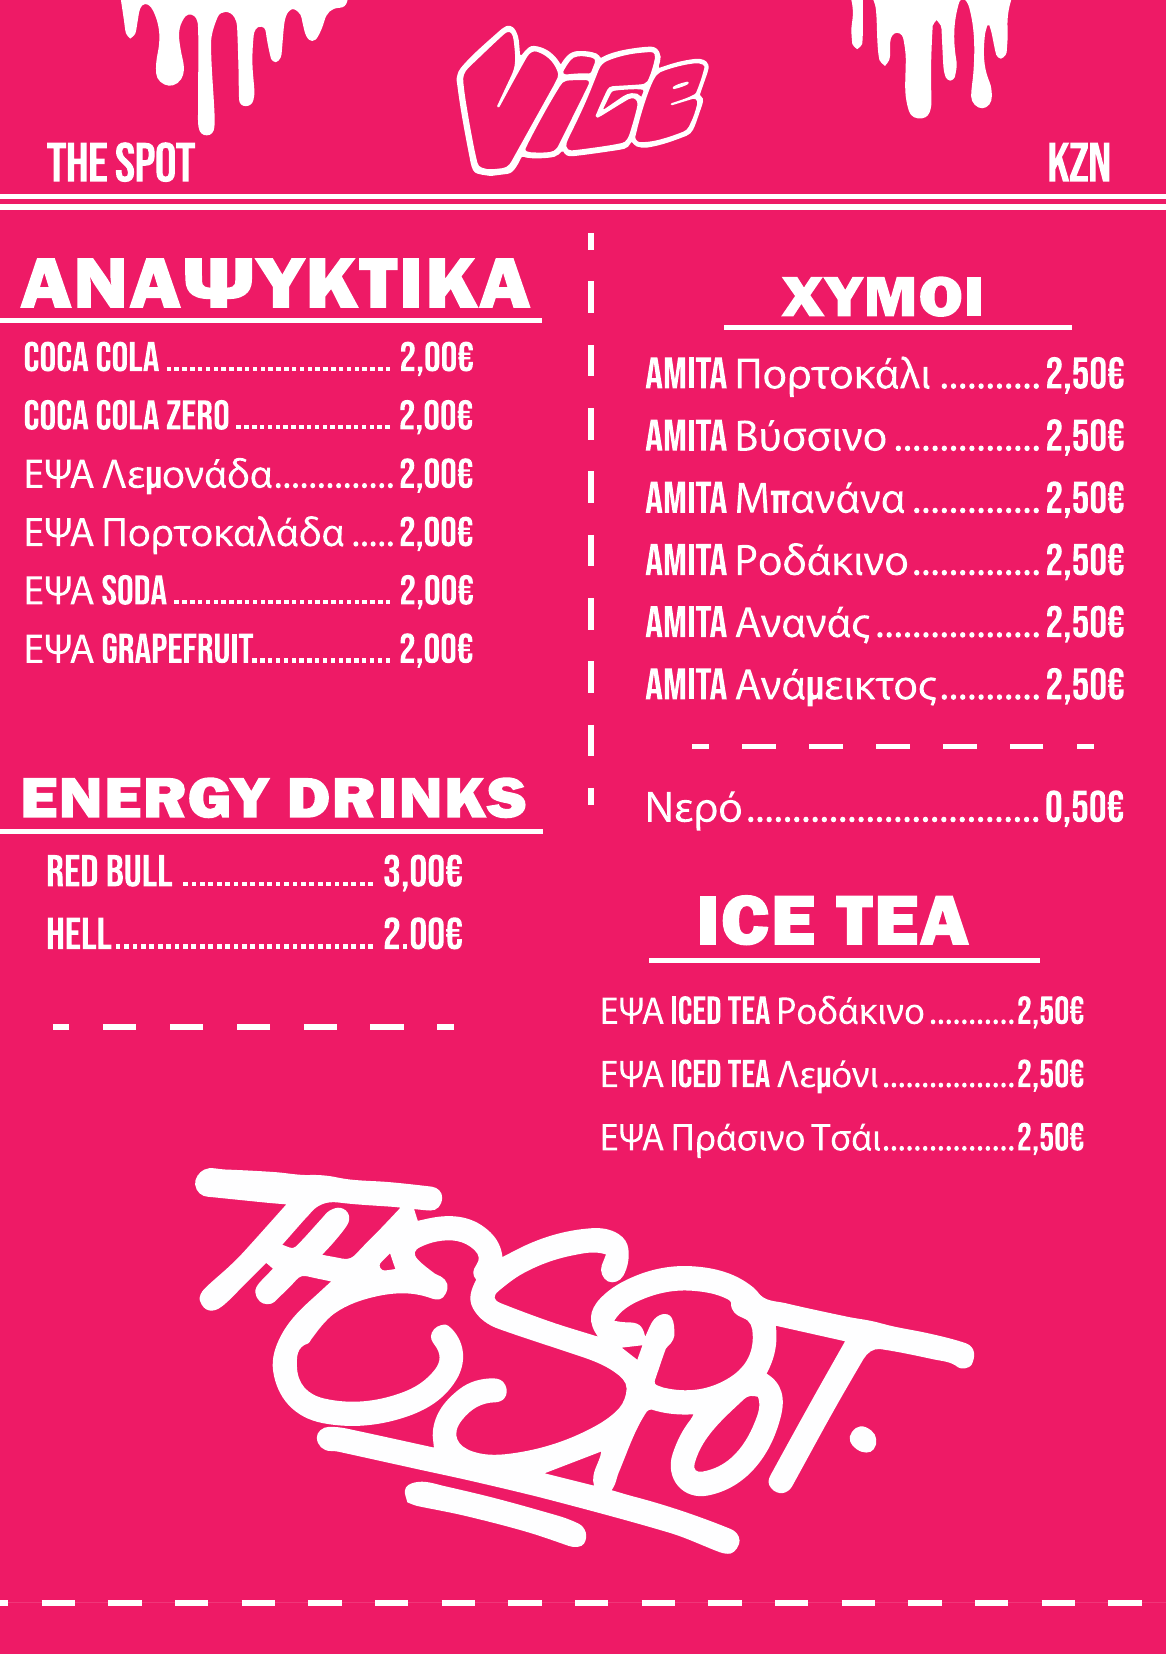 VICE
THE SPOT
KZN
ΑΝΑΨΥΚΤΙΚΑ
COCA COLA ............................. 2,00€
COCA COLA ZERO .................... 2,00€
ΕΨΑ Λεμονάδα.............. 2,00€
ΕΨΑ Πορτοκαλάδα ..... 2,00€
ΕΨΑ SODA ............................ 2,00€
ΕΨΑ GRAPEFRUIT.................. 2,00€
ENERGY DRINKS
RED BULL ....................... 3,00€
HELL............................... 2.00€
ΧΥΜΟΙ
AMITA Πορτοκάλι ........... 2,50€
AMITA Βύσσινο ................ 2,50€
AMITA Μπανάνα .............. 2,50€
AMITA Ροδάκινο.............. 2,50€
AMITA Ανανάς.................. 2,50€
AMITA Ανάμεικτος........... 2,50€
Νερό................................ 0,50€
ICE TEA
ΕΨΑ ICED TEA Ροδάκινο ...........2,50€
ΕΨΑ ICED TEA Λεμόνι .................2,50€
ΕΨΑ Πράσινο Τσάι.................2,50€
THE SPOT.